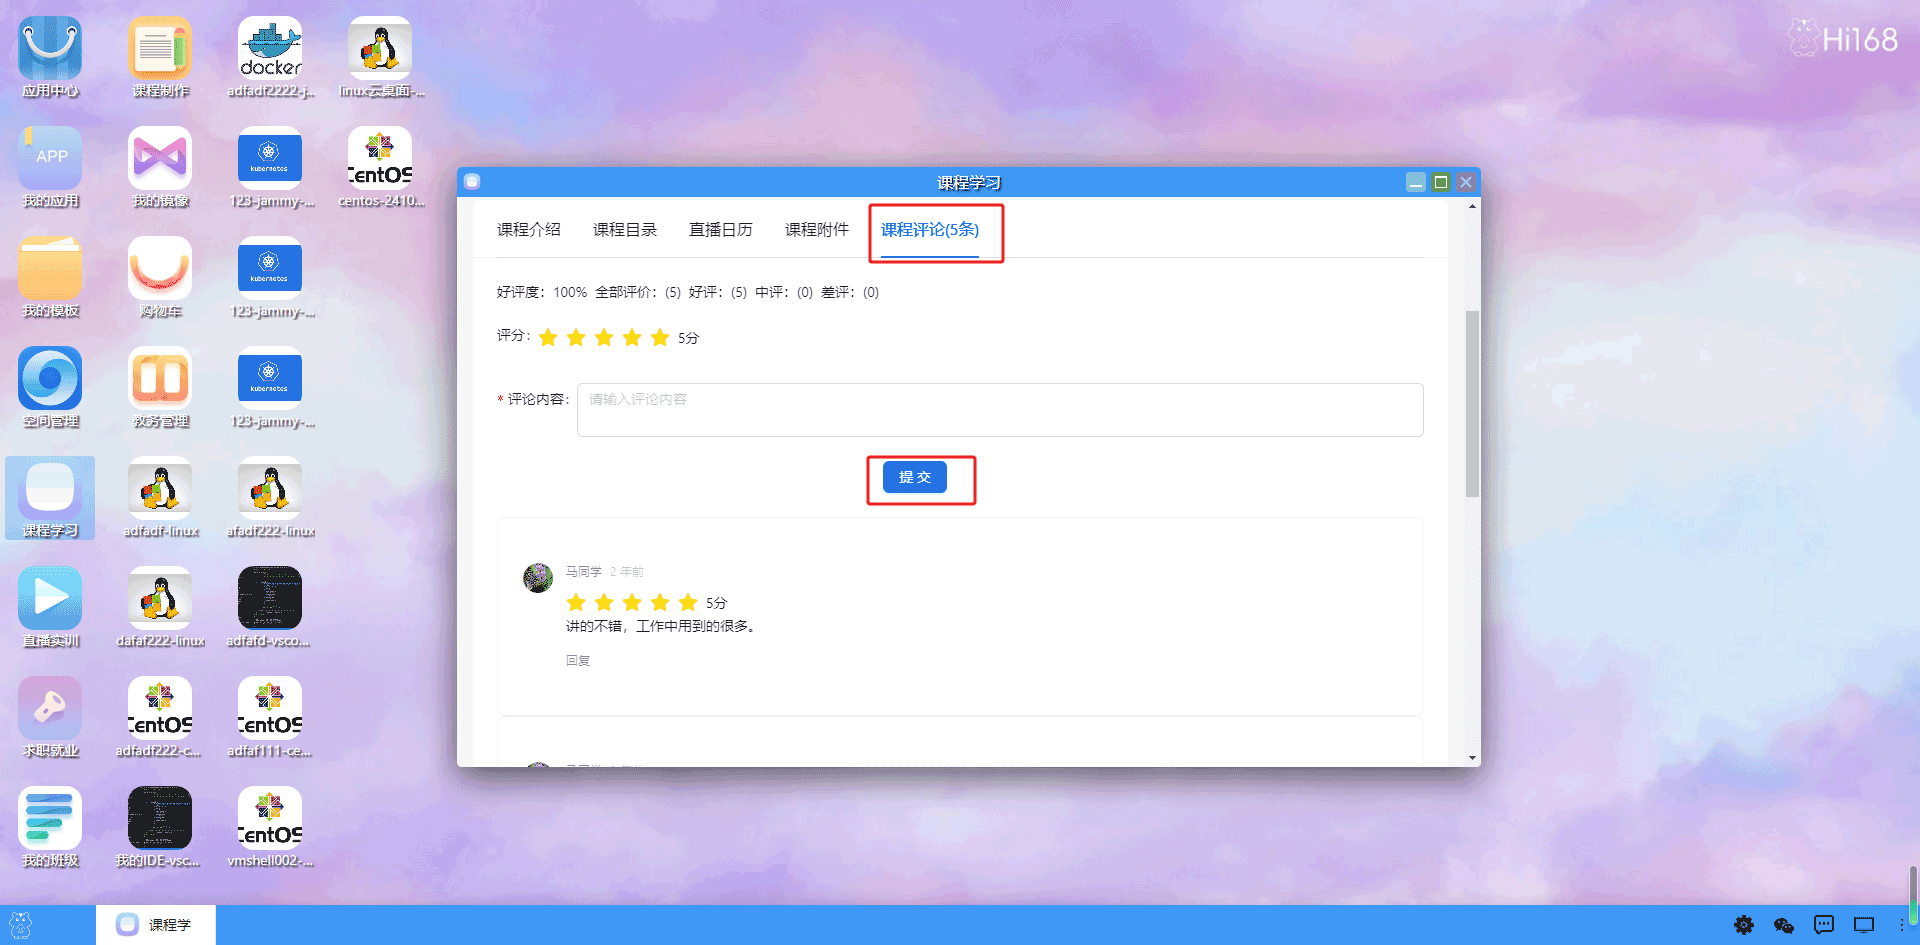 Hi168
应用中心
课程制作
docker
adfadf2222-j...
linux云桌面-...
APP
我的应用
我的镜像
kubernetes
123-jammy-...
CentOS
centos-2410...
我的模板
购物车
kubernetes
123-jammy-...
空间管理
教务管理
kubernetes
123-jammy-...
课程学习
adfadf-linux
afadf222-linux
直播实训
dafaf222-linux
adfafd-vsco...
求职就业
CentOS
adfadf222-c...
CentOS
adfaf111-ce...
我的班级
我的IDE-vsc...
CentOS
vmshell002-...
课程学习
课程介绍 课程目录 直播日历 课程附件 课程评论(5条)
好评度：100% 全部评价：(5) 好评：(5) 中评：(0) 差评：(0)
评分： 5分
* 评论内容： 请输入评论内容
提 交
马同学 2 年前
5分
讲的不错，工作中用到的很多。
回复
课程学